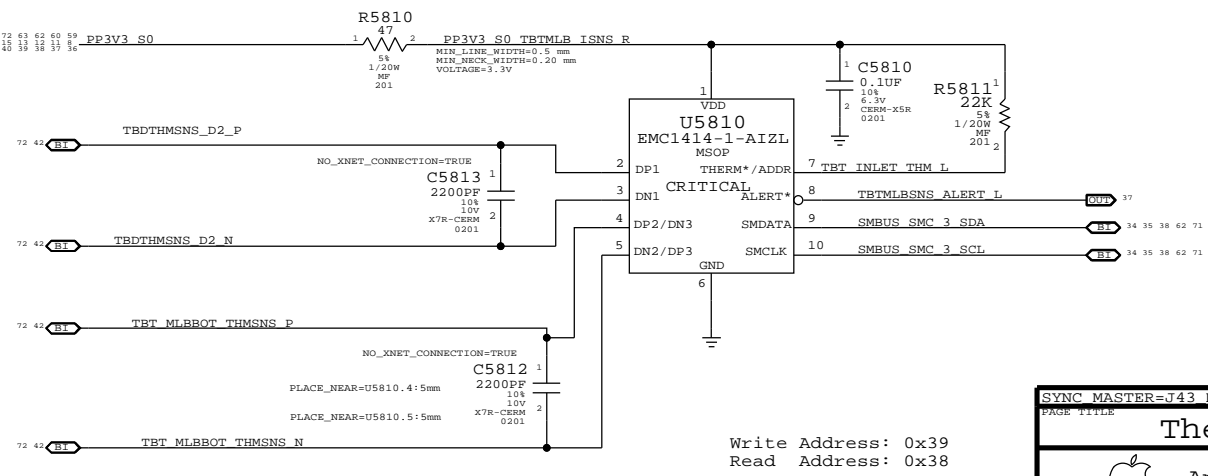 R5810
47
72 63 62 60 59
15 13 12 11 8
40 39 38 37 36
PP3V3_S0
1 2
PP3V3_S0_TBTMLB_ISNS_R
5%
1/20W
MF
201
MIN_LINE_WIDTH=0.5 mm
MIN_NECK_WIDTH=0.20 mm
VOLTAGE=3.3V
1
C5810
0.1UF
10%
6.3V
CERM-X5R
0201
2
R5811
1
22K
5%
1/20W
MF
201
2
1
VDD
U5810
EMC1414-1-AIZL
MSOP
CRITICAL
TBDTHMSNS_D2_P
72 42 BI
NO_XNET_CONNECTION=TRUE
C5813
1
2200PF
10%
10V
X7R-CERM
0201
2
72 42 BI
TBDTHMSNS_D2_N
2 DP1
3 DN1
4 DP2/DN3
5 DN2/DP3
THERM*/ADDR 7 TBT_INLET_THM_L
ALERT* 8 TBTMLBSNS_ALERT_L OUT 37
SMDATA 9 SMBUS_SMC_3_SDA BI 34 35 38 62 71
SMCLK 10 SMBUS_SMC_3_SCL BI 34 35 38 62 71
GND
6
72 42 BI TBT_MLBBOT_THMSNS_P
NO_XNET_CONNECTION=TRUE
C5812
1
2200PF
10%
10V
X7R-CERM
0201
2
PLACE_NEAR=U5810.4:5mm
PLACE_NEAR=U5810.5:5mm
72 42 BI TBT_MLBBOT_THMSNS_N
Write Address: 0x39
Read Address: 0x38
SYNC_MASTER=J43_
PAGE TITLE
The